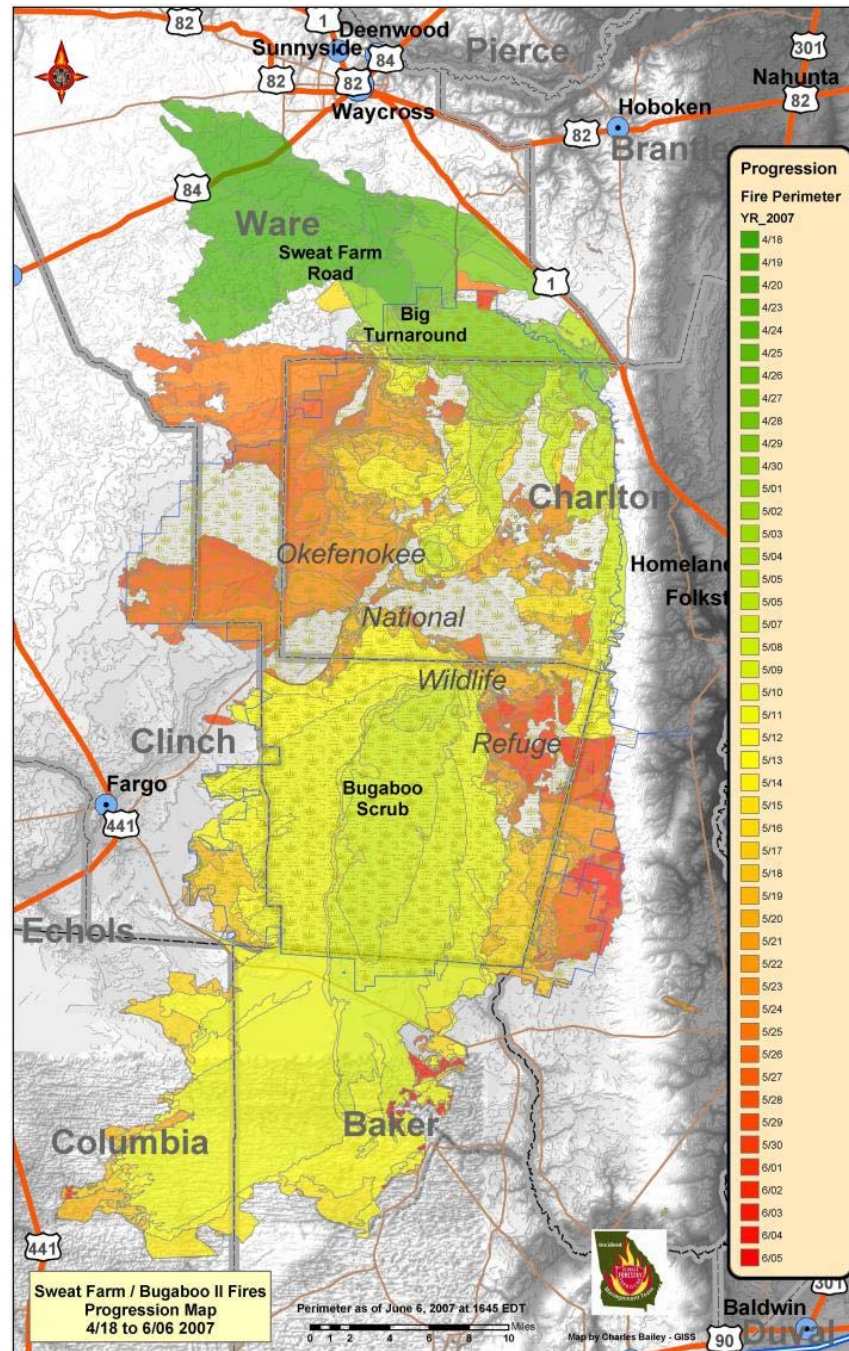 82
1
Deenwood
Sunnyside
84
Pierce
301
82
82
Nahunta
Waycross
Hoboken
82
82
84
Ware
Sweat Farm
Road
1
Big
Turnaround
Charlton
Okefenokee
Homeland
National
Wildlife
Clinch
Refuge
Fargo
Bugaboo
Scrub
441
Echols
Baker
Columbia
441
Progression
Fire Perimeter
YR_2007
4/18
4/19
4/20
4/23
4/24
4/25
4/26
4/27
4/28
4/29
4/30
5/01
5/02
5/03
5/04
5/05
5/05
5/07
5/08
5/09
5/10
5/11
5/12
5/13
5/14
5/15
5/16
5/17
5/18
5/19
5/20
5/21
5/22
5/23
5/24
5/25
5/26
5/27
5/28
5/29
5/30
6/01
6/02
6/03
6/04
6/05
Sweat Farm / Bugaboo II Fires
Progression Map
4/18 to 6/06 2007
Perimeter as of June 6, 2007 at 1645 EDT
Miles
0 1 2 4 6 8 10
Incident
FORESTRY
Management Team
Map by Charles Bailey - GISS
301
Baldwin
90
Duval